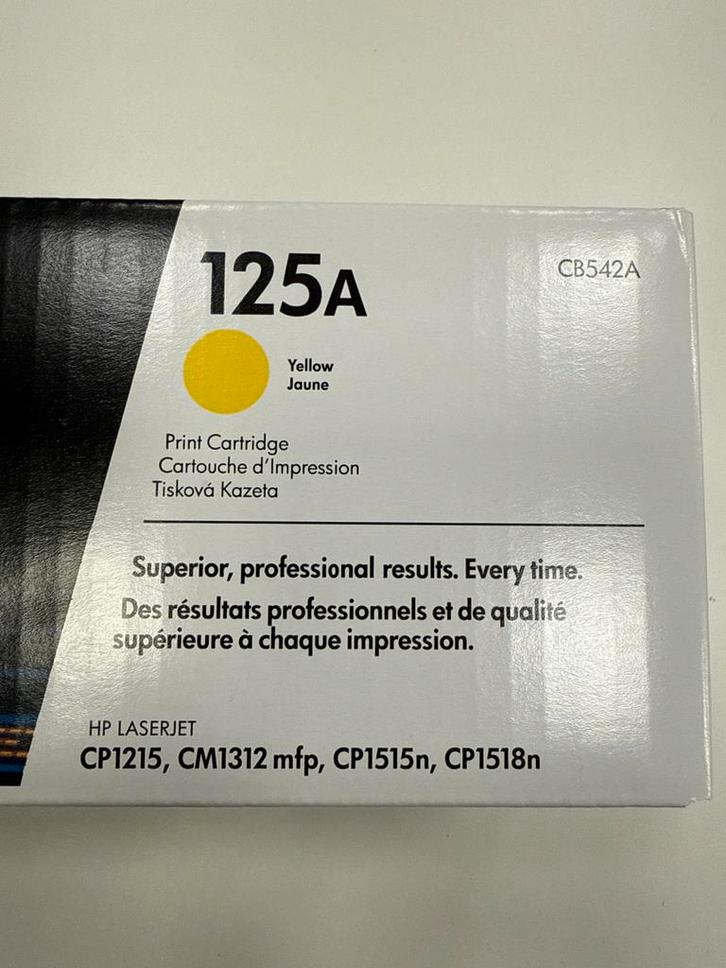 125A
CB542A
Yellow
Jaune
Print Cartridge
Cartouche d'Impression
Tisková Kazeta
Superior, professional results. Every time.
Des résultats professionnels et de qualité
supérieure à chaque impression.
HP LASERJET
CP1215, CM1312 mfp, CP1515n, CP1518n